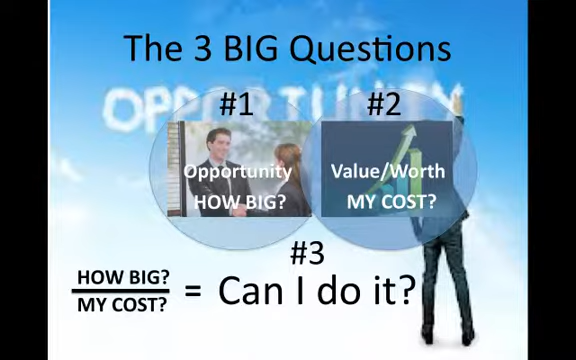 The 3 BIG Questions
OPPORTUNITY
#1
#2
Opportunity
HOW BIG?
Value/Worth
MY COST?
#3
HOW BIG?
MY COST?
= Can I do it?